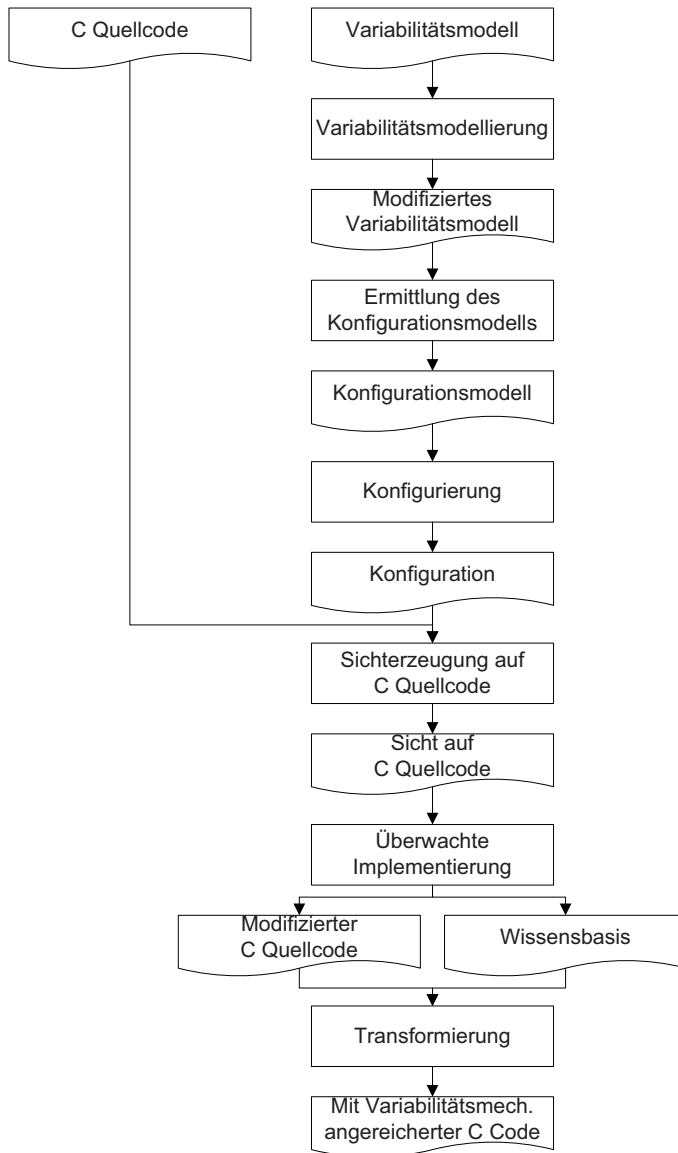 C Quellcode
Variabilitätsmodell
Variabilitätsmodellierung
Modifiziertes
Variabilitätsmodell
Ermittlung des
Konfigurationsmodells
Konfigurationsmodell
Konfigurierung
Konfiguration
Sichterzeugung auf
C Quellcode
Sicht auf
C Quellcode
Überwachte
Implementierung
Modifizierter
C Quellcode
Wissensbasis
Transformierung
Mit Variabilitätsmech.
angereicherter C Code